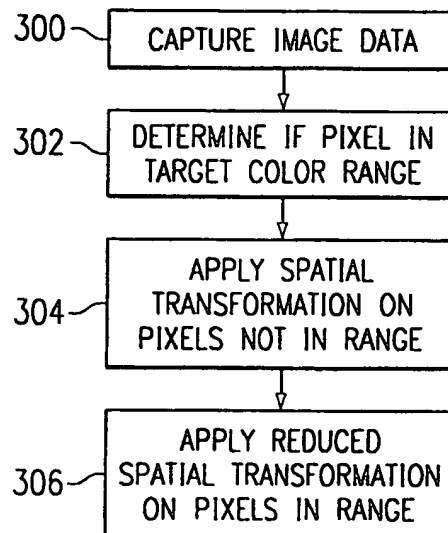 300
CAPTURE IMAGE DATA
302
DETERMINE IF PIXEL IN
TARGET COLOR RANGE
304
APPLY SPATIAL
TRANSFORMATION ON
PIXELS NOT IN RANGE
306
APPLY REDUCED
SPATIAL TRANSFORMATION
ON PIXELS IN RANGE